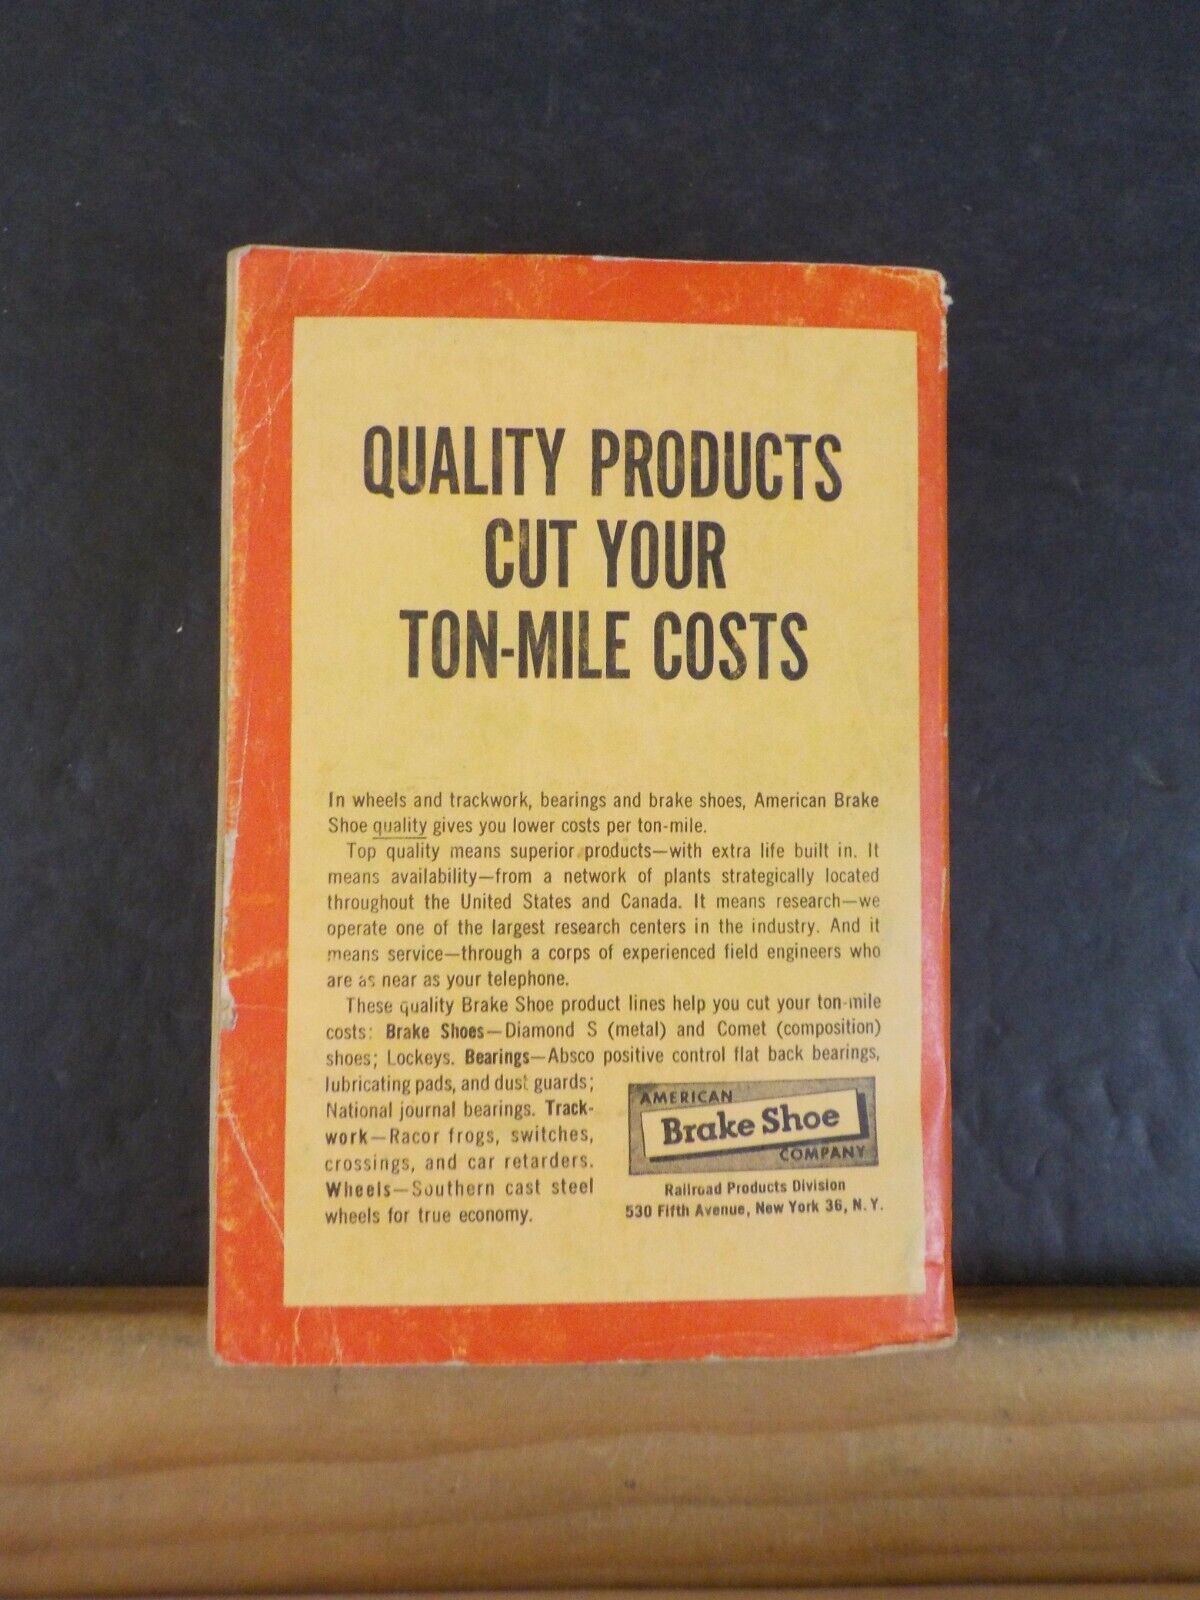 QUALITY PRODUCTS
CUT YOUR
TON-MILE COSTS
In wheels and trackwork, bearings and brake shoes, American Brake
Shoe quality gives you lower costs per ton-mile.
Top quality means superior products—with extra life built in. It
means availability—from a network of plants strategically located
throughout the United States and Canada. It means research—we
operate one of the largest research centers in the industry. And it
means service—through a corps of experienced field engineers who
are as near as your telephone.
These quality Brake Shoe product lines help you cut your ton-mile
costs: Brake Shoes—Diamond S (metal) and Comet (composition)
shoes; Lockeys. Bearings—Absco positive control flat back bearings,
lubricating pads, and dust guards;
National journal bearings. Track-
work—Racor frogs, switches,
crossings, and car retarders.
Wheels—Southern cast steel
wheels for true economy.
AMERICAN
Brake Shoe
COMPANY
Railroad Products Division
530 Fifth Avenue, New York 36, N.Y.